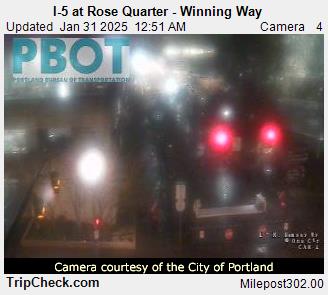 I-5 at Rose Quarter - Winning Way
Updated Jan 31 2025 12:51 AM Camera 4
PBOT
PORTLAND BUREAU OF TRANSPORTATION
Camera courtesy of the City of Portland
TripCheck.com Milepost302.00